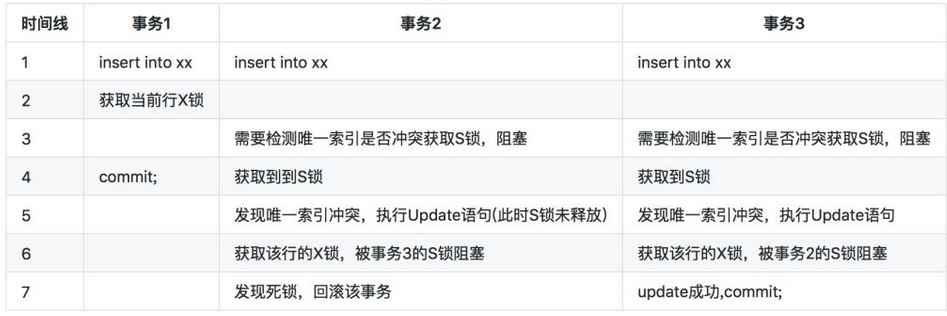 时间线 事务1 事务2 事务3
1 insert into xx insert into xx insert into xx
2 获取当前行X锁
3 需要检测唯一索引是否冲突获取S锁，阻塞 需要检测唯一索引是否冲突获取S锁，阻塞
4 commit; 获取到到S锁 获取到S锁
5 发现唯一索引冲突，执行Update语句(此时S锁未释放) 发现唯一索引冲突，执行Update语句
6 获取该行的X锁，被事务3的S锁阻塞 获取该行的X锁，被事务2的S锁阻塞
7 发现死锁，回滚该事务 update成功,commit;